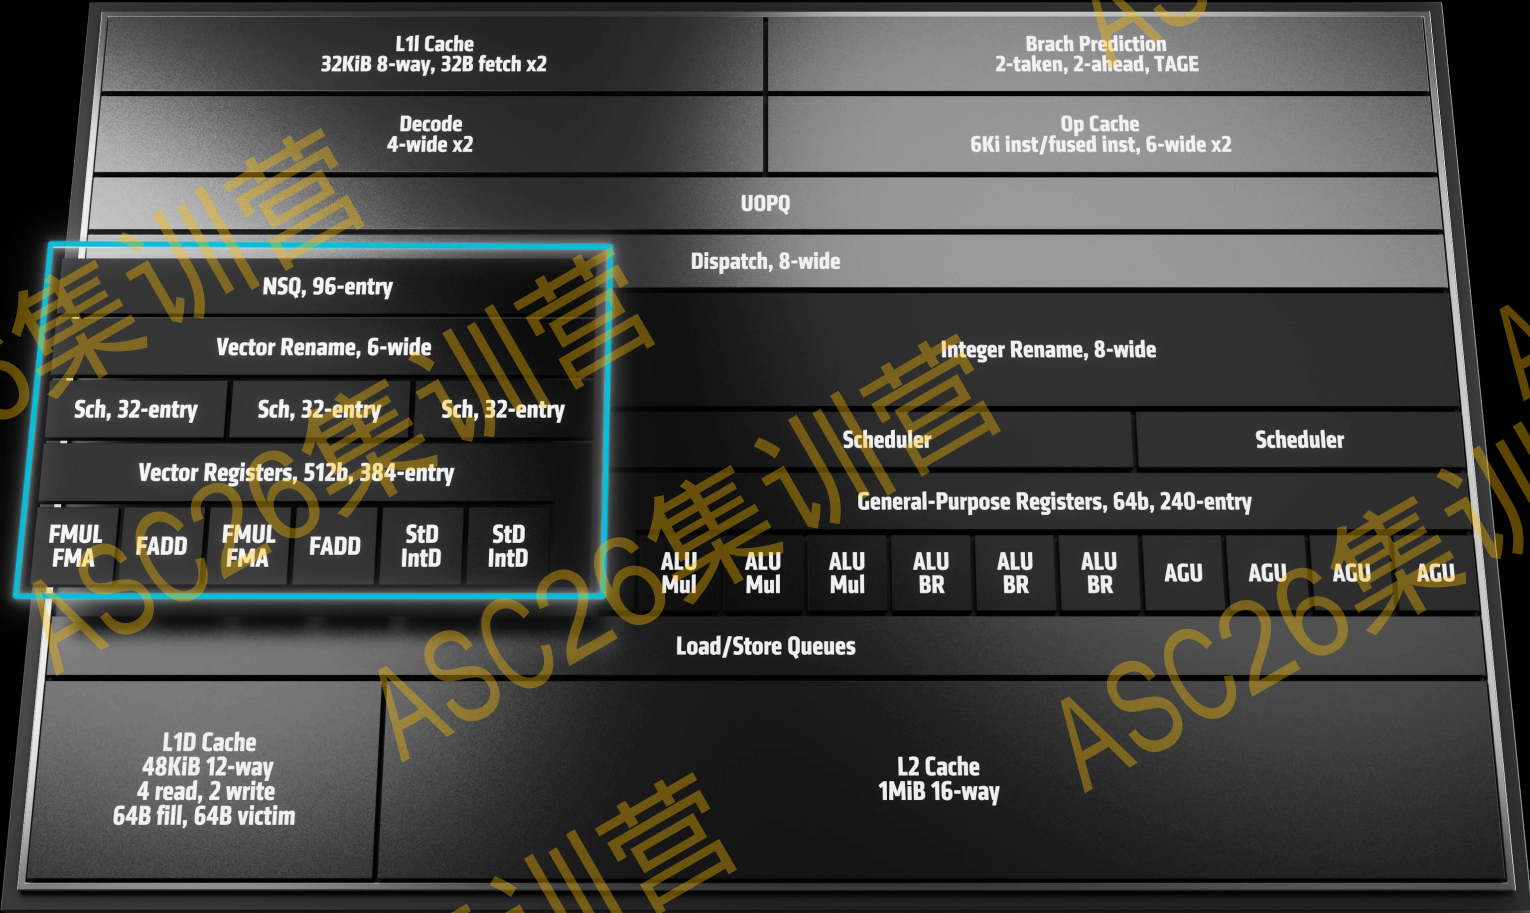 L1I Cache
32KiB 8-way, 32B fetch x2
Brach Prediction
2-taken, 2-ahead, TAGE
Decode
4-wide x2
Op Cache
6Ki inst/fused inst, 6-wide x2
UOPQ
Dispatch, 8-wide
NSQ, 96-entry
Vector Rename, 6-wide
Integer Rename, 8-wide
Sch, 32-entry
Sch, 32-entry
Sch, 32-entry
Scheduler
Scheduler
Vector Registers, 512b, 384-entry
General-Purpose Registers, 64b, 240-entry
FMUL
FMA
FADD
FMUL
FMA
FADD
StD
IntD
StD
IntD
ALU
Mul
ALU
Mul
ALU
Mul
ALU
BR
ALU
BR
ALU
BR
AGU
AGU
AGU
AGU
Load/Store Queues
L1D Cache
48KiB 12-way
4 read, 2 write
64B fill, 64B victim
L2 Cache
1MiB 16-way
ASC
6集训营
ASC26集训营
ASC26集训营
ASC26集训
训营
A